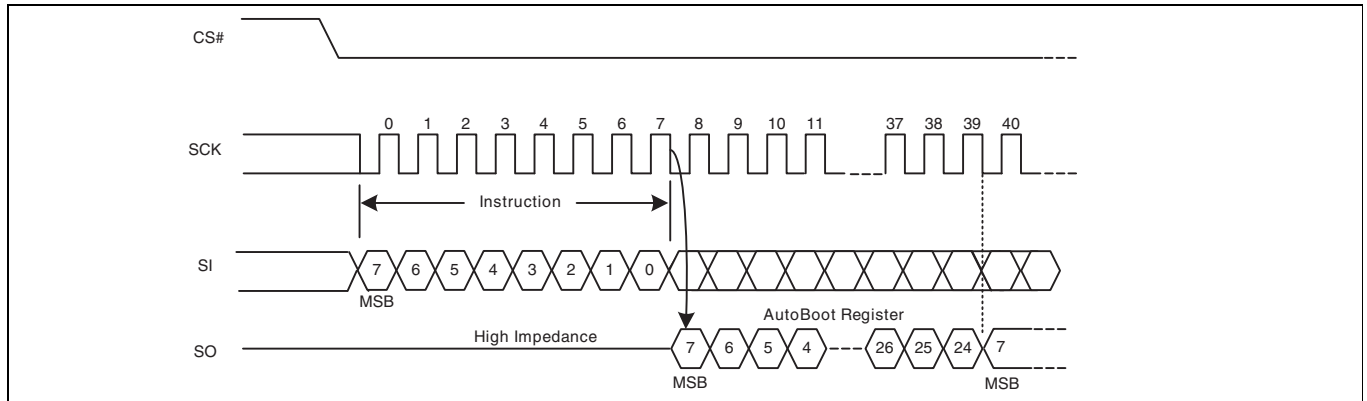 CS#
0 1 2 3 4 5 6 7 8 9 10 11 37 38 39 40
SCK
Instruction
SI
7 6 5 4 3 2 1 0
MSB
AutoBoot Register
High Impedance
SO
7 6 5 4 26 25 24 7
MSB MSB